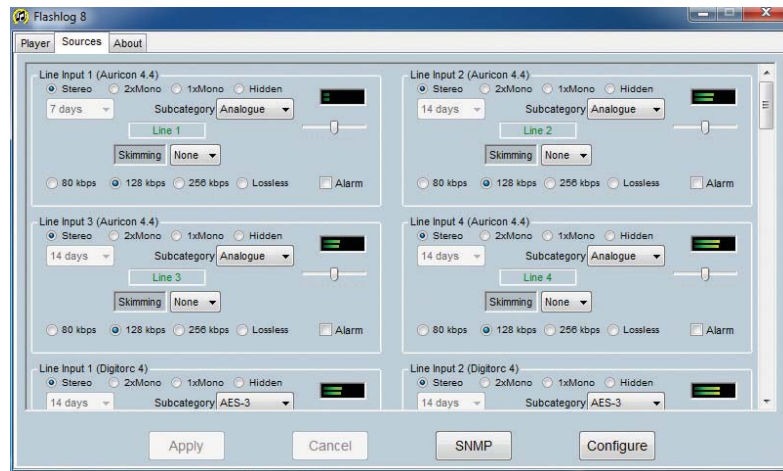 Flashlog 8
Player Sources About
Line Input 1 (Auricon 4.4)
Stereo 2xMono 1xMono Hidden
7 days Subcategory Analogue
Line 1
Skimming None
80 kbps 128 kbps 256 kbps Lossless Alarm
Line Input 2 (Auricon 4.4)
Stereo 2xMono 1xMono Hidden
14 days Subcategory Analogue
Line 2
Skimming None
80 kbps 128 kbps 256 kbps Lossless Alarm
Line Input 3 (Auricon 4.4)
Stereo 2xMono 1xMono Hidden
14 days Subcategory Analogue
Line 3
Skimming None
80 kbps 128 kbps 256 kbps Lossless Alarm
Line Input 4 (Auricon 4.4)
Stereo 2xMono 1xMono Hidden
14 days Subcategory Analogue
Line 4
Skimming None
80 kbps 128 kbps 256 kbps Lossless Alarm
Line Input 1 (Digitorc 4)
Stereo 2xMono 1xMono Hidden
14 days Subcategory AES-3
Line Input 2 (Digitorc 4)
Stereo 2xMono 1xMono Hidden
14 days Subcategory AES-3
Apply Cancel SNMP Configure